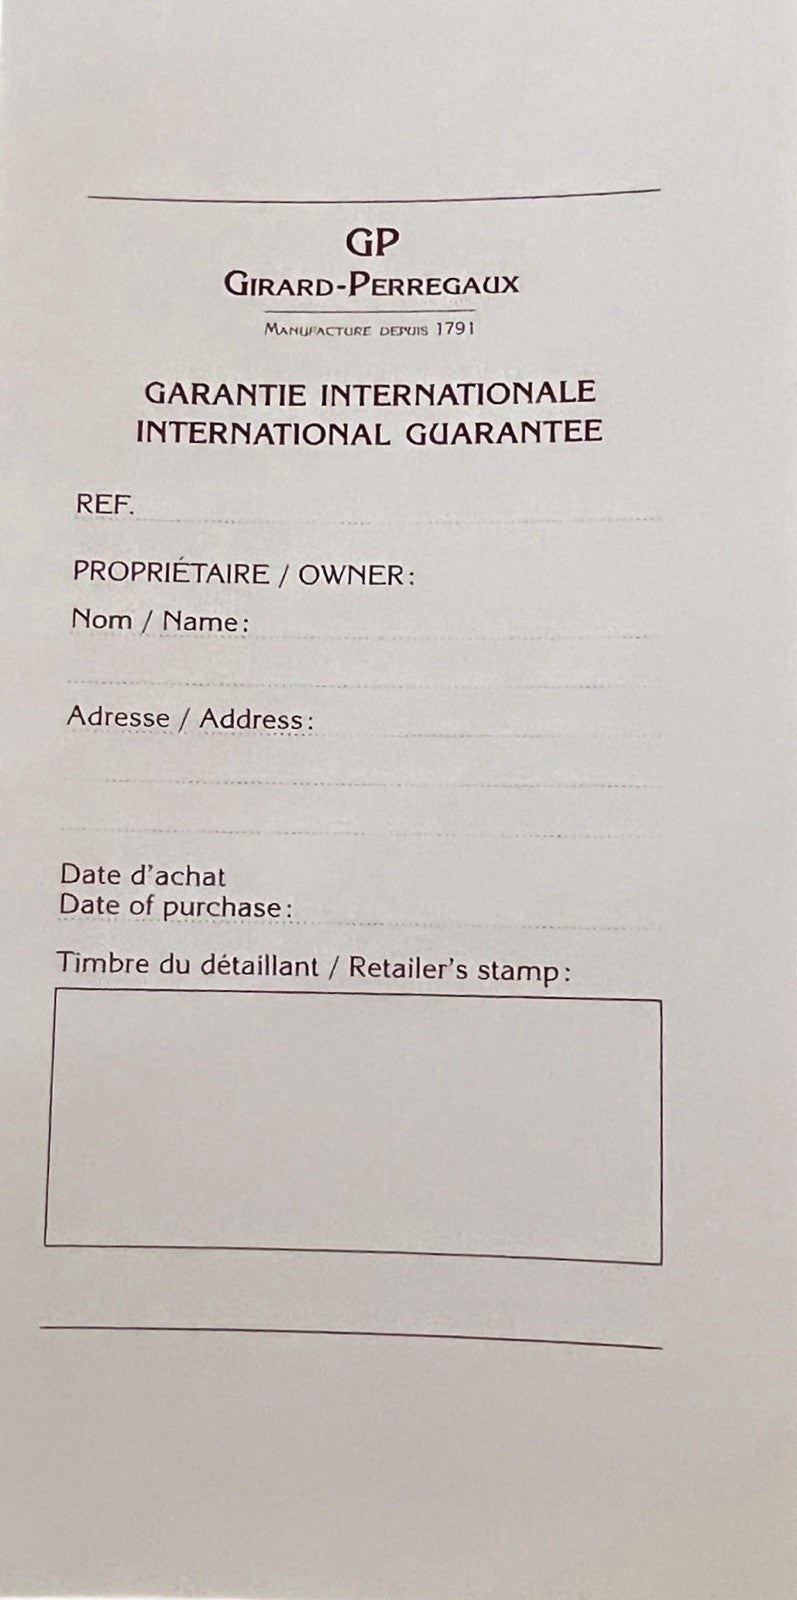 GP
GIRARD-PERREGAUX
MANUFACTURE DEPUIS 1791
GARANTIE INTERNATIONALE
INTERNATIONAL GUARANTEE
REF.
PROPRIÉTAIRE / OWNER:
Nom / Name:
Adresse / Address:
Date d'achat
Date of purchase:
Timbre du détaillant / Retailer's stamp: